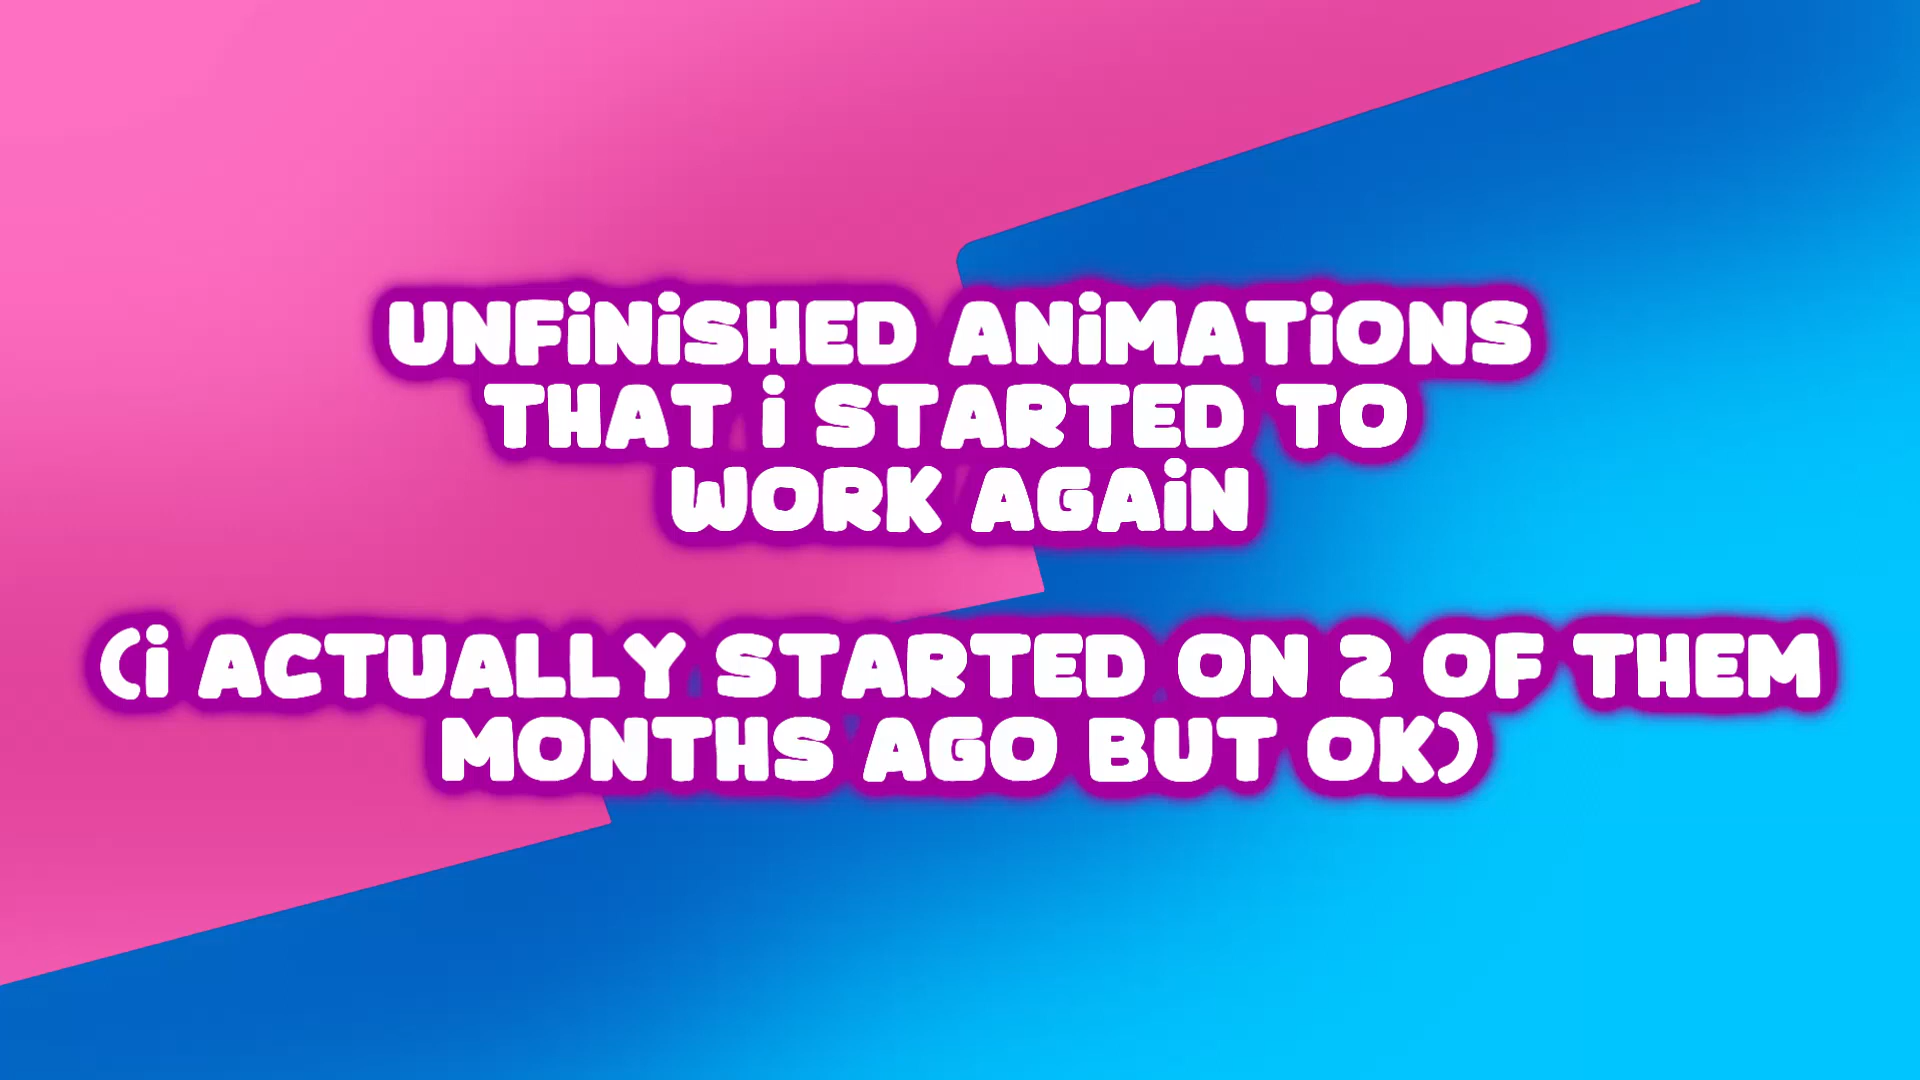 UNFiNiSHED ANiMATiONS
THAT i STARTED TO
WORK AGAiN
(i ACTUALLY STARTED ON 2 OF THEM
MONTHS AGO BUT OK)